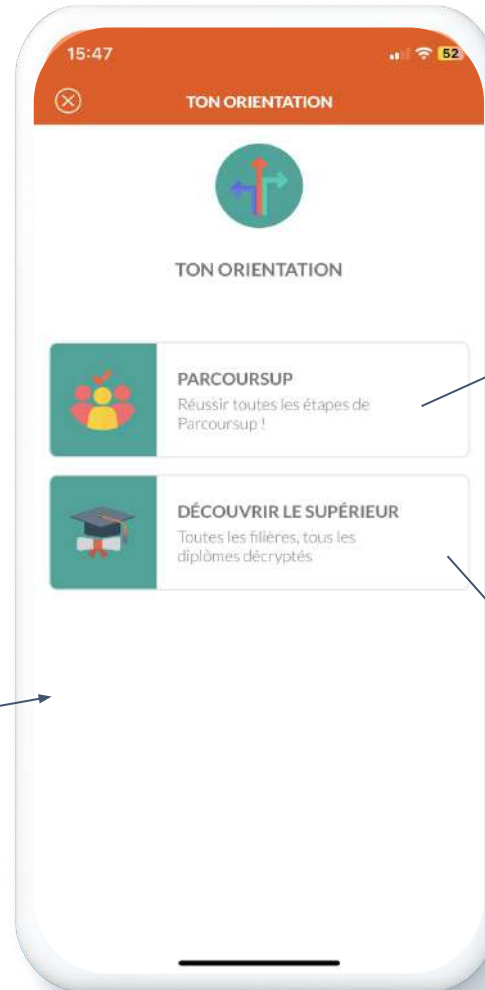 15:47
52
TON ORIENTATION
TON ORIENTATION
PARCOURSUP
Réussir toutes les étapes de
Parcoursup !
DÉCOUVRIR LE SUPÉRIEUR
Toutes les filières, tous les
diplômes décryptés